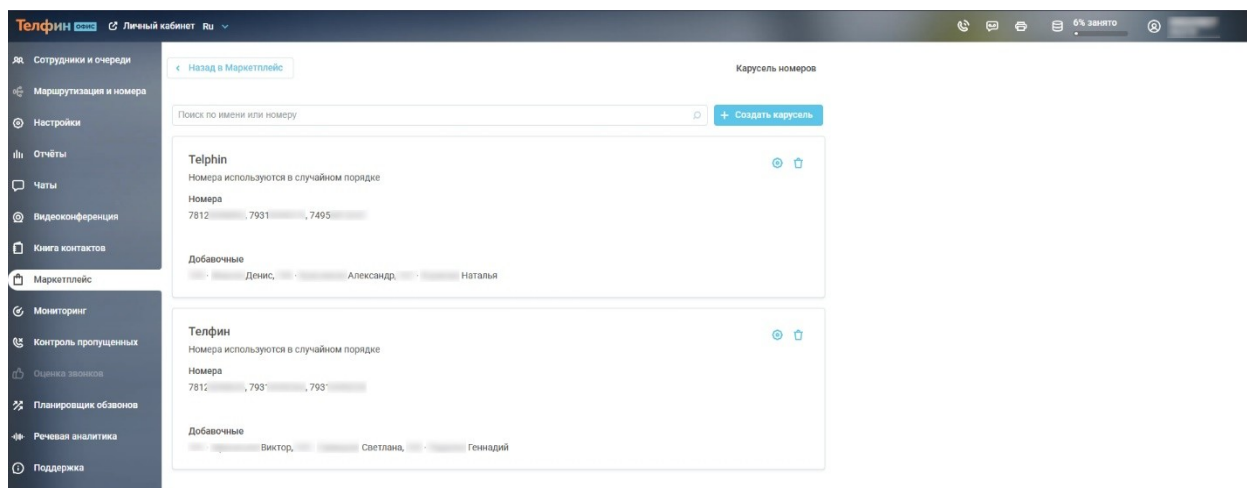 Телфин ОФИС Личный кабинет Ru 6% занято
Сотрудники и очереди
Маршрутизация и номера
Настройки
Отчёты
Чаты
Видеоконференция
Книга контактов
Маркетплейс
Мониторинг
Контроль пропущенных
Оценка звонков
Планировщик обзвонов
Речевая аналитика
Поддержка
Назад в Маркетплейс Карусель номеров
Поиск по имени или номеру + Создать карусель
Telphin
Номера используются в случайном порядке
Номера
7812 , 7931 , 7495
Добавочные
Денис, Александр, Наталья
Телфин
Номера используются в случайном порядке
Номера
7812 , 793 , 793
Добавочные
Виктор, Светлана, Геннадий